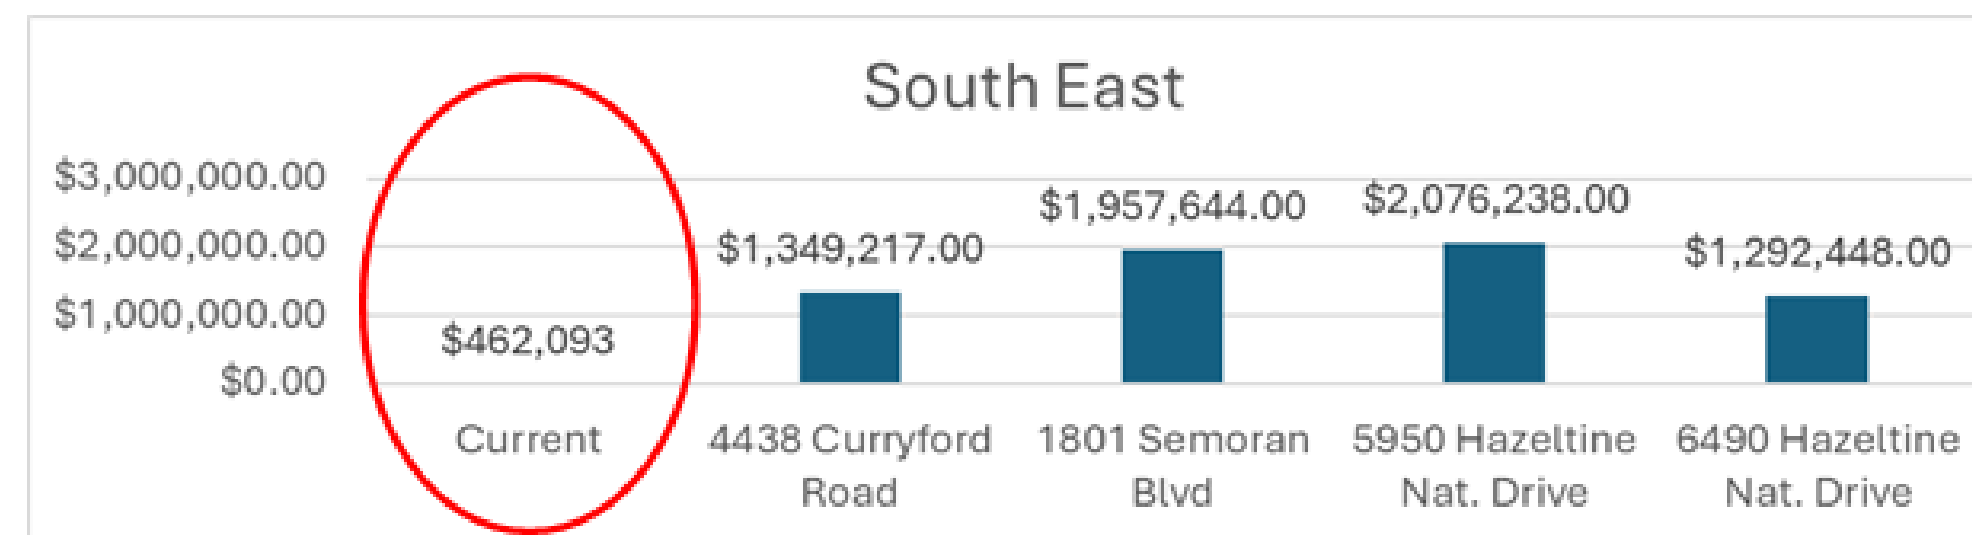 South East
$3,000,000.00
$2,000,000.00
$1,000,000.00
$0.00
$462,093
$1,349,217.00
$1,957,644.00
$2,076,238.00
$1,292,448.00
Current
4438 Curryford
Road
1801 Semoran
Blvd
5950 Hazeltine
Nat. Drive
6490 Hazeltine
Nat. Drive